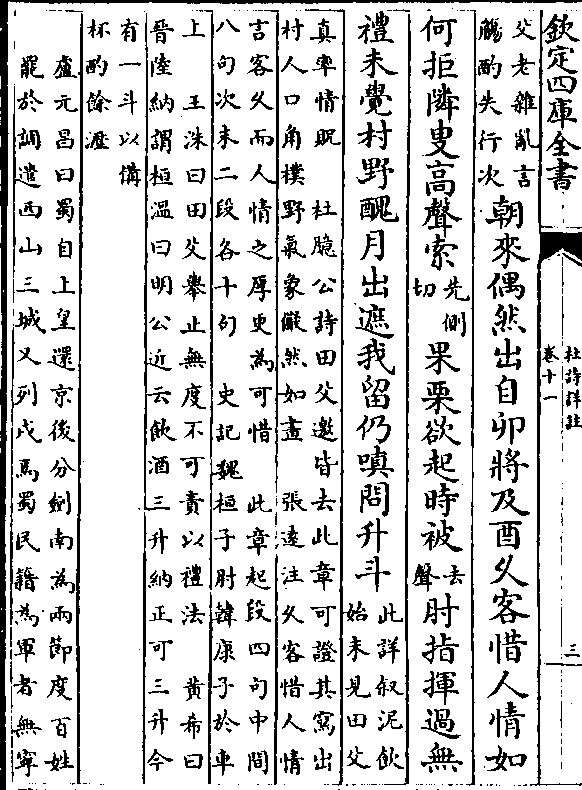 欽定四庫全書
杜詩詳註
卷十一
三
父老雜亂言
觴酌失行次
朝來偶然出自卯將及酉久客惜人情如
何拒隣叟高聲索
先側
切
果栗欲起時被
去
聲
肘指揮過無
禮未覺村野醜月出遮我留仍嗔問升斗
此詳叙泥飲
始末見田父
真率情貺 杜臆公詩田父邀皆去此章可證其寫出
村人口角樸野氣象儼然如畫 張遠注久客惜人情
言客久而人情之厚更為可惜 此章起段四句中間
八句次末二段各十句 史記魏桓子肘韓康子於車
上 王洙曰田父舉止無度不可責以禮法 黄希曰
晉陸納謂桓温曰明公近云飲酒三升納正可三升今
有一斗以備
杯酌餘瀝
盧元昌曰蜀自上皇還京後分劍南為兩節度百姓
罷於調遣西山三城又列戍焉蜀民籍為軍者無寧